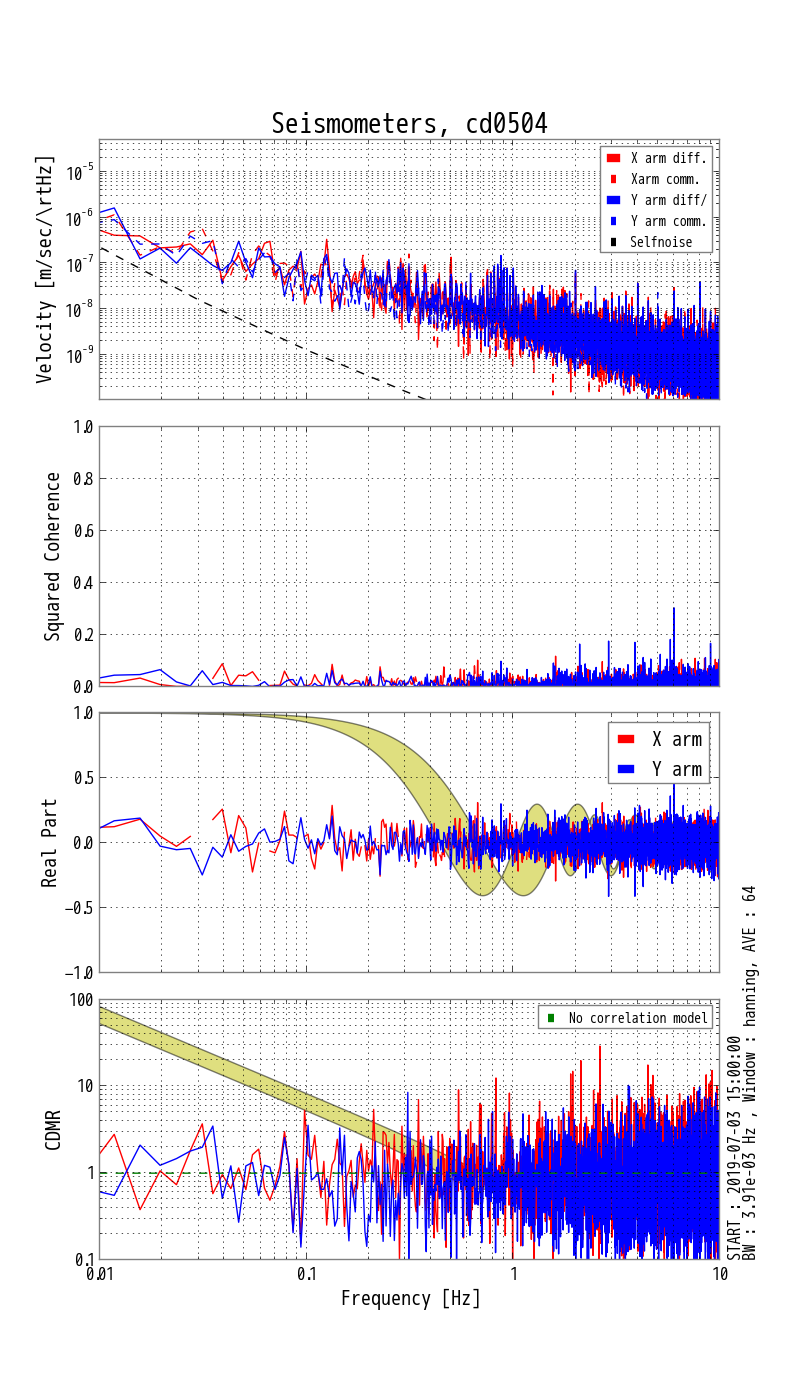 Seismometers, cd0504
Velocity [m/sec/\rtHz]
10^-5
10^-6
10^-7
10^-8
10^-9
X arm diff.
Xarm comm.
Y arm diff/
Y arm comm.
Selfnoise
Squared Coherence
1.0
0.8
0.6
0.4
0.2
0.0
Real Part
1.0
0.5
0.0
−0.5
−1.0
X arm
Y arm
CDMR
100
10
1
0.1
No correlation model
0.01
0.1
1
10
Frequency [Hz]
START : 2019-07-03 15:00:00
BW : 3.91e-03 Hz , Window : hanning, AVE : 64